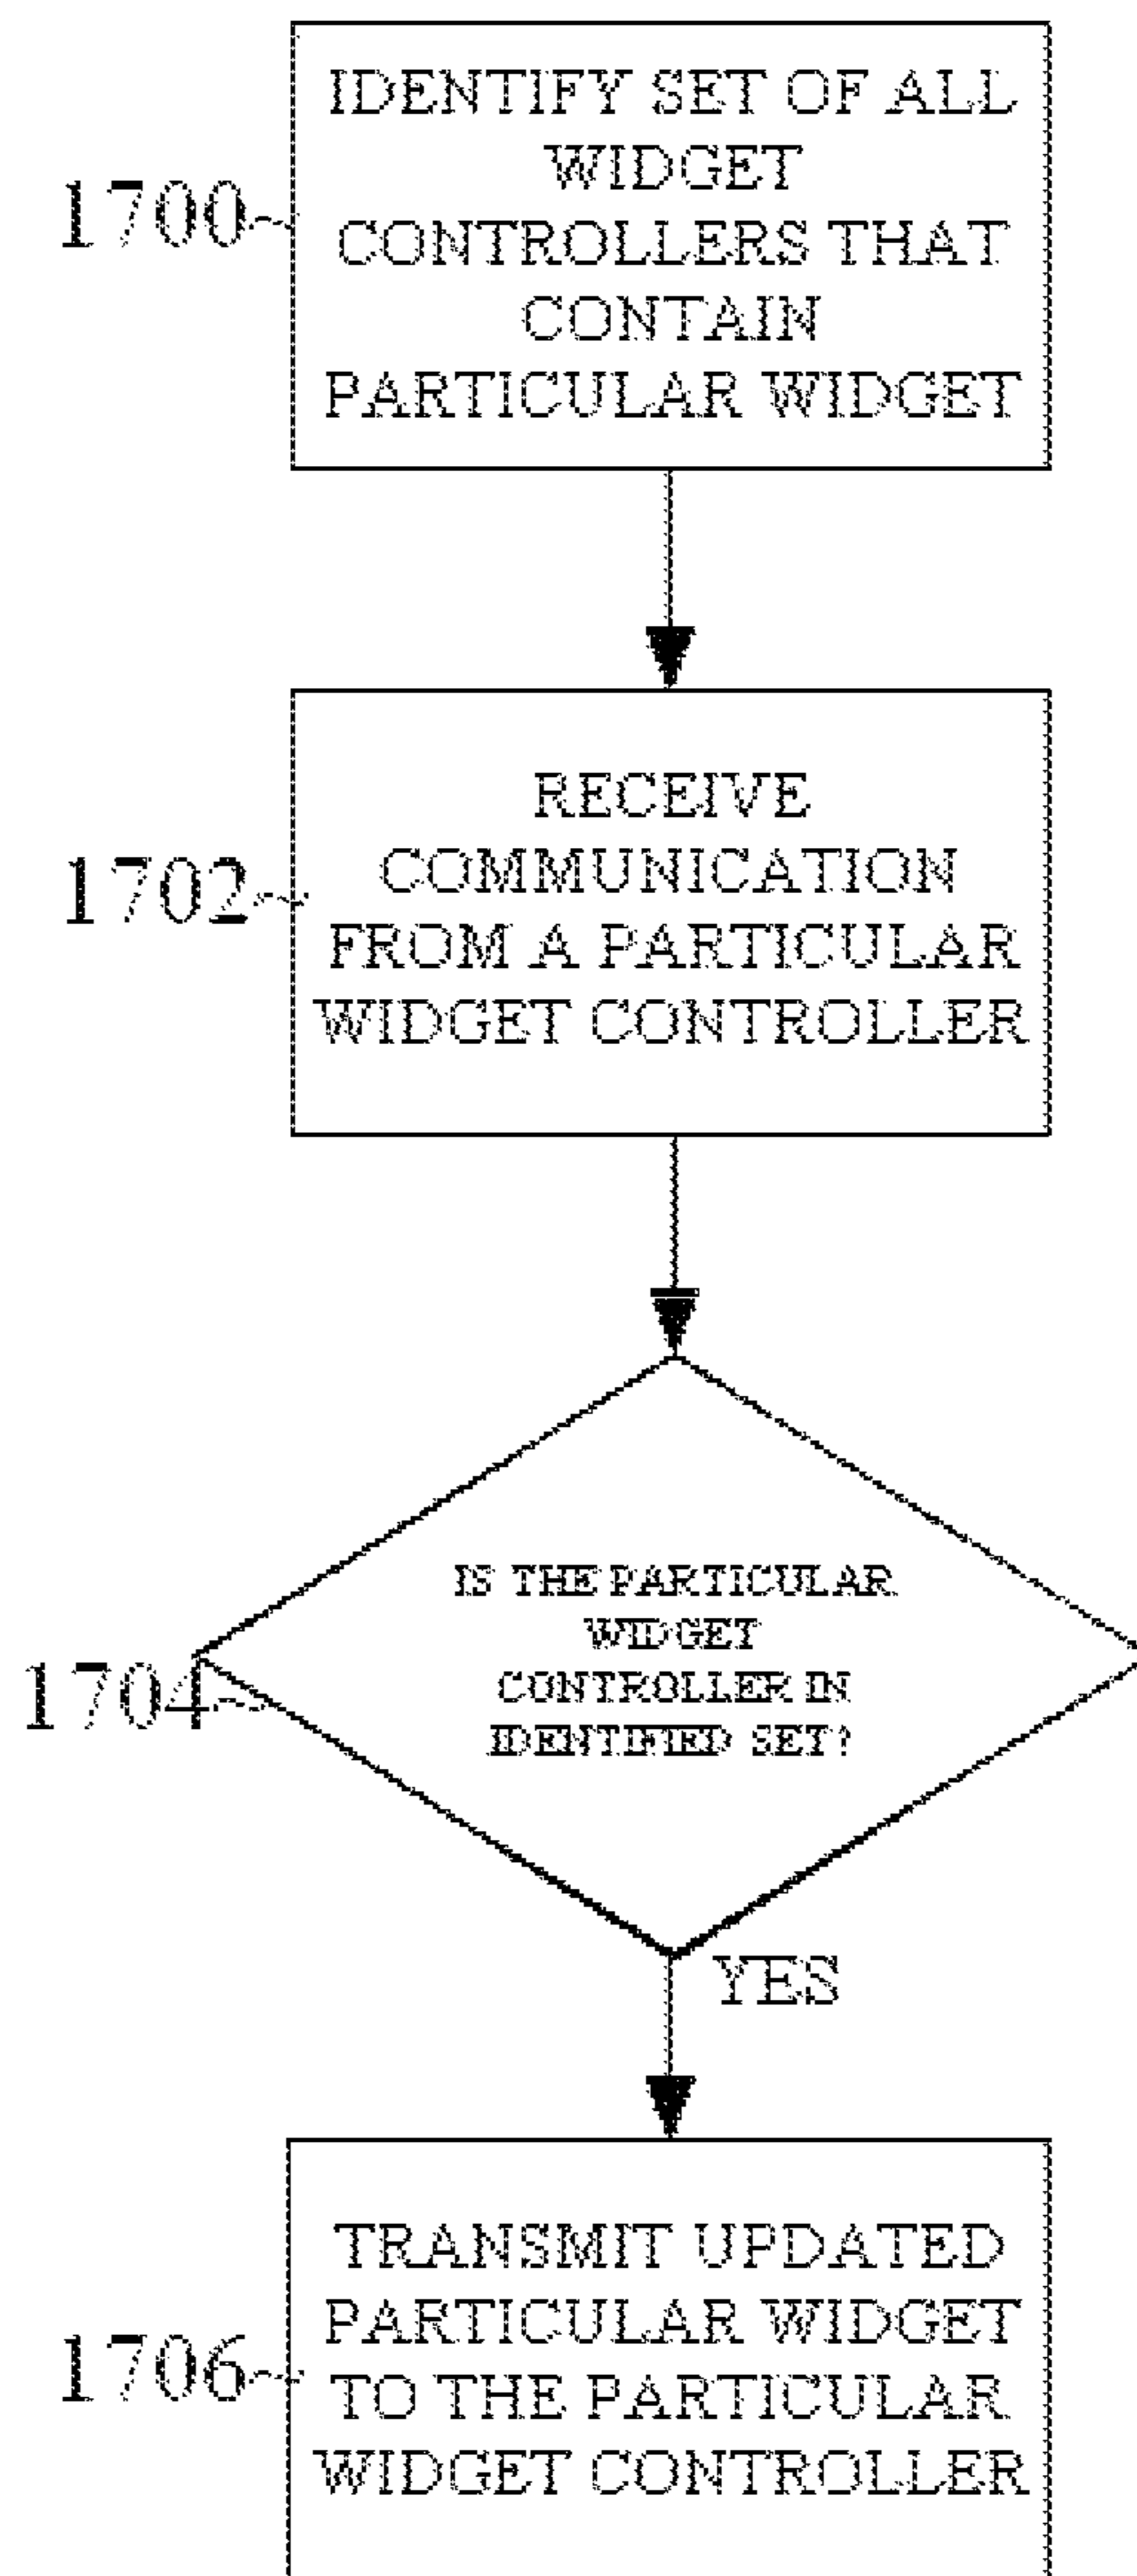 IDENTIFY SET OF ALL
WIDGET
CONTROLLERS THAT
CONTAIN
PARTICULAR WIDGET
1700
RECEIVE
COMMUNICATION
FROM A PARTICULAR
WIDGET CONTROLLER
1702
IS THE PARTICULAR
WIDGET
CONTROLLER IN
IDENTIFIED SET?
1704
YES
TRANSMIT UPDATED
PARTICULAR WIDGET
TO THE PARTICULAR
WIDGET CONTROLLER
1706